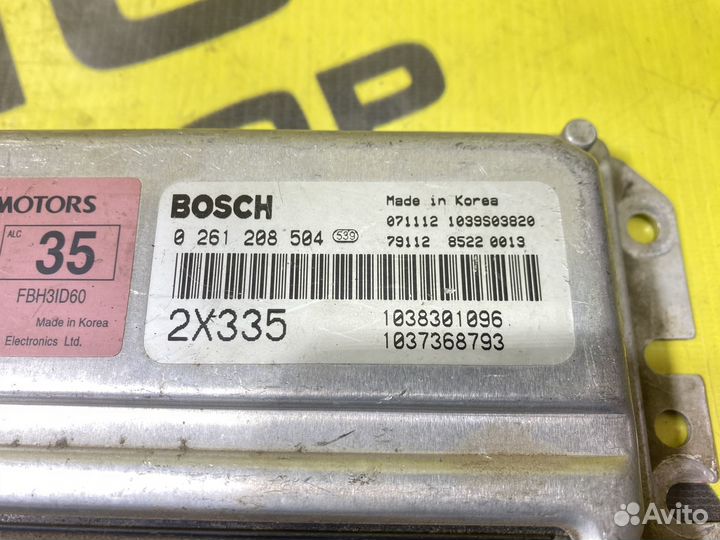 OP
MOTORS
ALC
35
FBH3ID60
Made in Korea
Electronics Ltd.
BOSCH
0 261 208 504 539
Made in Korea
071112 1039S03820
79112 8522 0013
2X335
1038301096
1037368793
Avito